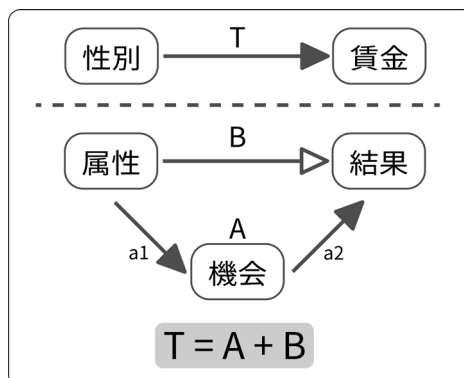 T
性別 賃金
B
属性 結果
A
a1 機会 a2
T = A + B